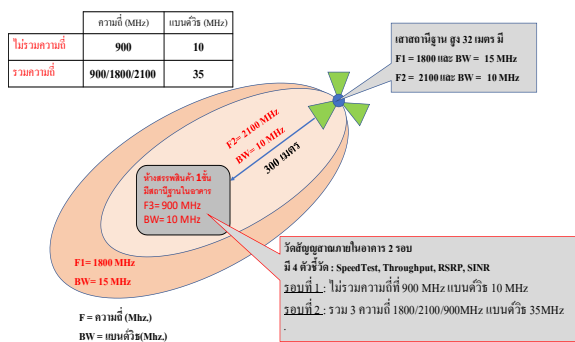 ความถี่ (MHz) แบนด์วิธ (MHz)
ไม่รวมความถี่ 900 10
รวมความถี่ 900/1800/2100 35
เสาสถานีฐาน สูง 32 เมตร มี
F1 = 1800 และ BW = 15 MHz
F2 = 2100 และ BW = 10 MHz
F2= 2100 MHz
BW= 10 MHz
300 เมตร
ห้างสรรพสินค้า 1ชั้น
มีสถานีฐานในอาคาร
F3= 900 MHz
BW= 10 MHz
F1= 1800 MHz
BW= 15 MHz
วัดสัญญาณภายในอาคาร 2 รอบ
มี 4 ตัวชี้วัด : SpeedTest, Throughput, RSRP, SINR
รอบที่ 1 : ไม่รวมความถี่ที่ 900 MHz แบนด์วิธ 10 MHz
รอบที่ 2 : รวม 3 ความถี่ 1800/2100/900MHz แบนด์วิธ 35MHz
.
F = ความถี่ (Mhz.)
BW = แบนด์วิธ(Mhz.)